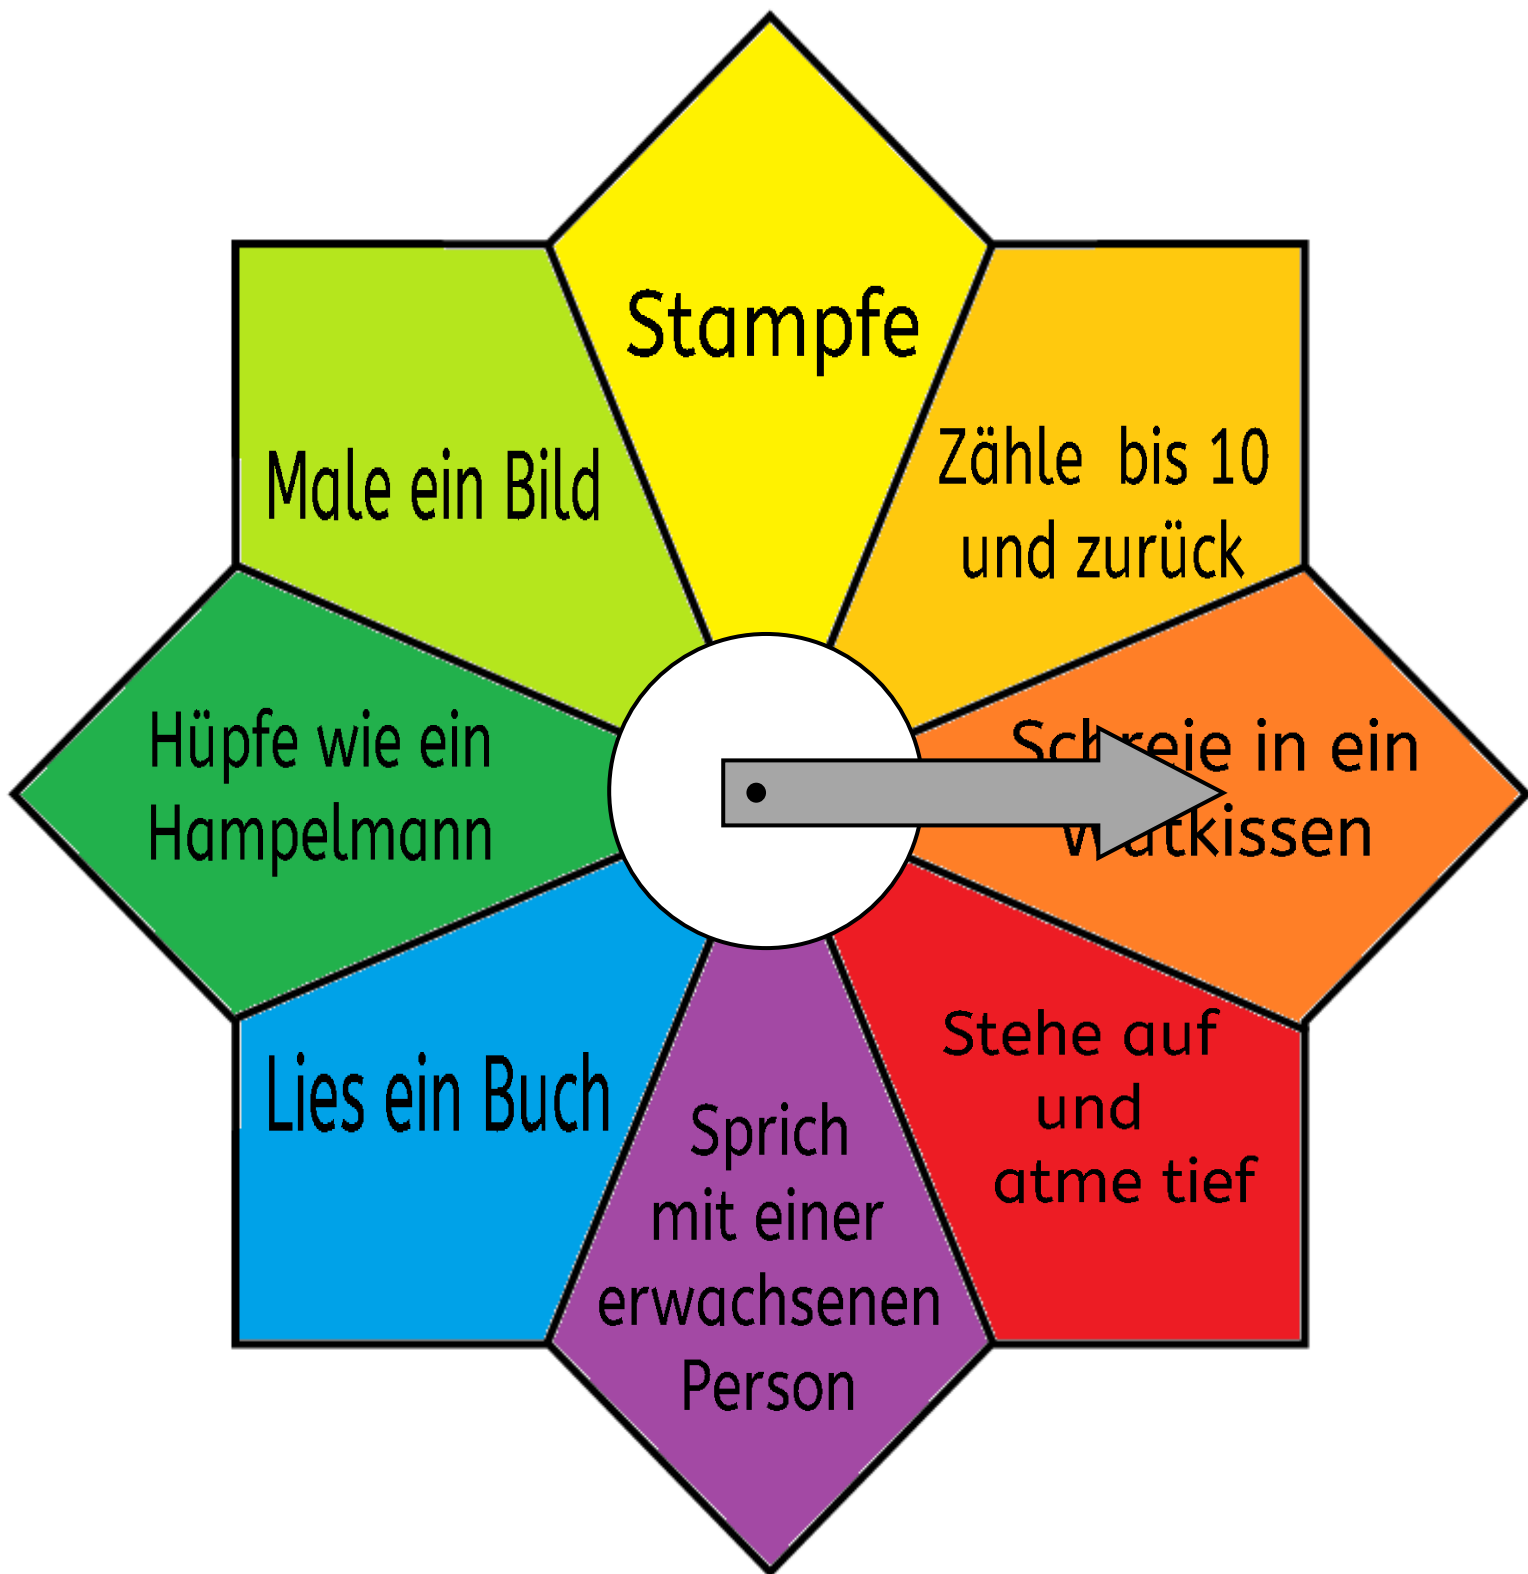 Stampfe
Zähle bis 10
und zurück
Schreie in ein
Wutkissen
Stehe auf
und
atme tief
Sprich
mit einer
erwachsenen
Person
Lies ein Buch
Hüpfe wie ein
Hampelmann
Male ein Bild